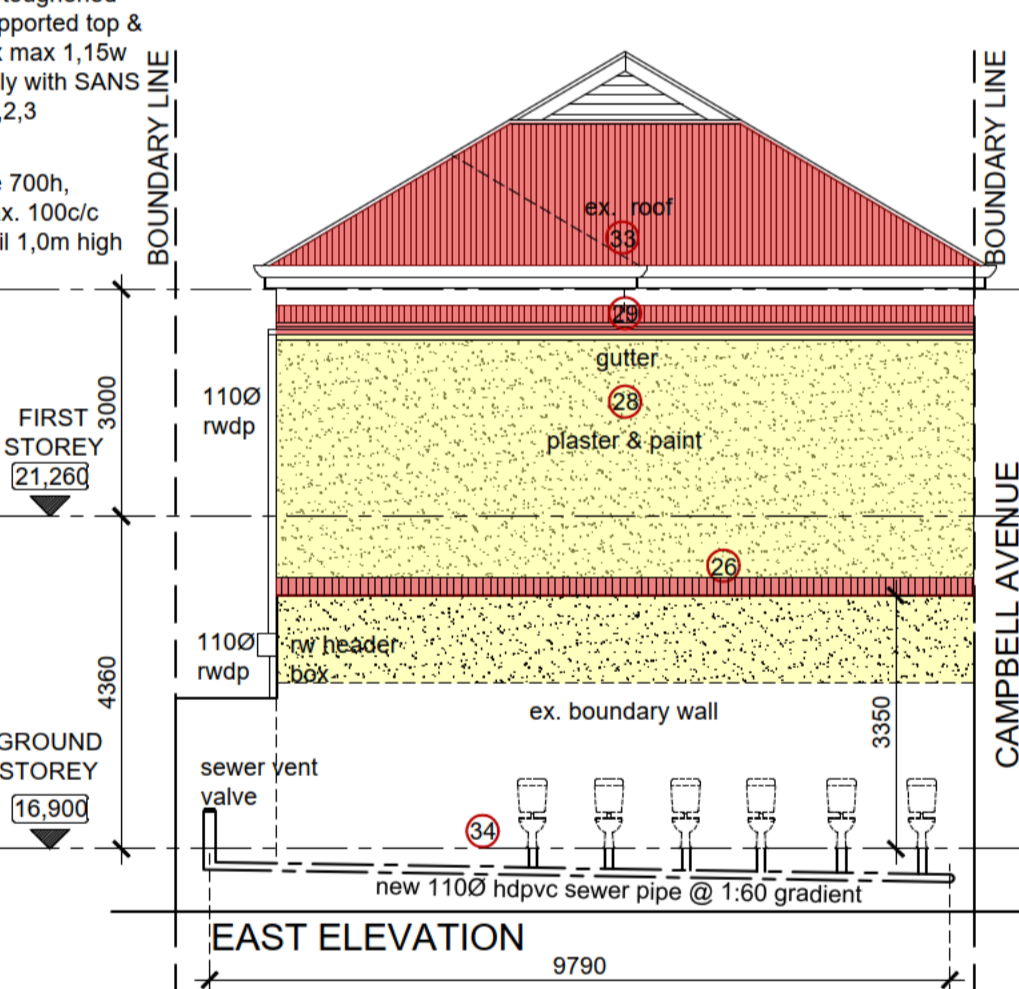 pported top &
max 1,15w
ly with SANS
,2,3
700h,
x. 100c/c
il 1,0m high
BOUNDARY LINE
BOUNDARY LINE
ex. roof
33
29
gutter
28
plaster & paint
110Ø
rwdp
3000
FIRST
STOREY
21,260
26
110Ø
rwdp
rw header
box
4360
ex. boundary wall
3350
CAMPBELL AVENUE
GROUND
STOREY
16,900
sewer vent
valve
34
new 110Ø hdpvc sewer pipe @ 1:60 gradient
EAST ELEVATION
9790